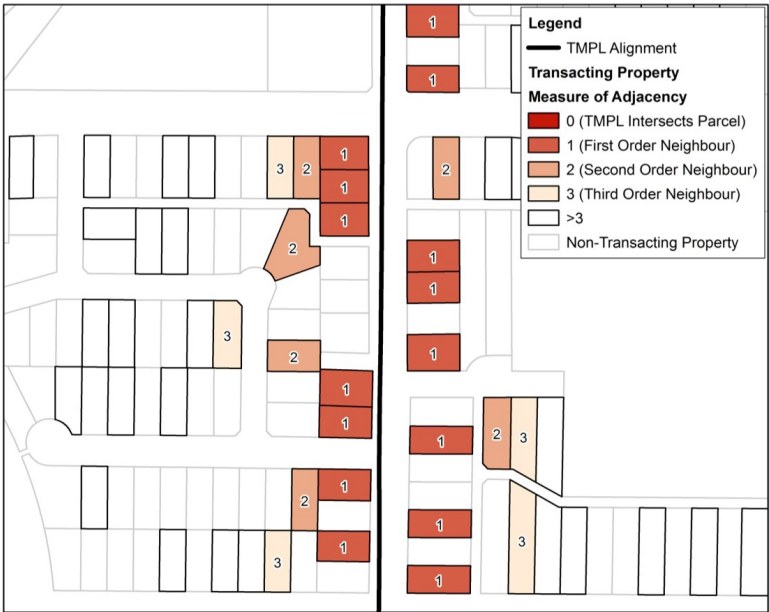 1
Legend
TMPL Alignment
Transacting Property
Measure of Adjacency
0 (TMPL Intersects Parcel)
1 (First Order Neighbour)
2 (Second Order Neighbour)
3 (Third Order Neighbour)
>3
Non-Transacting Property
1
3 2 1
2
1
1
2
1
1
3
1
2
1
1
1
1
2 3
2 1
1
3
1
3
1